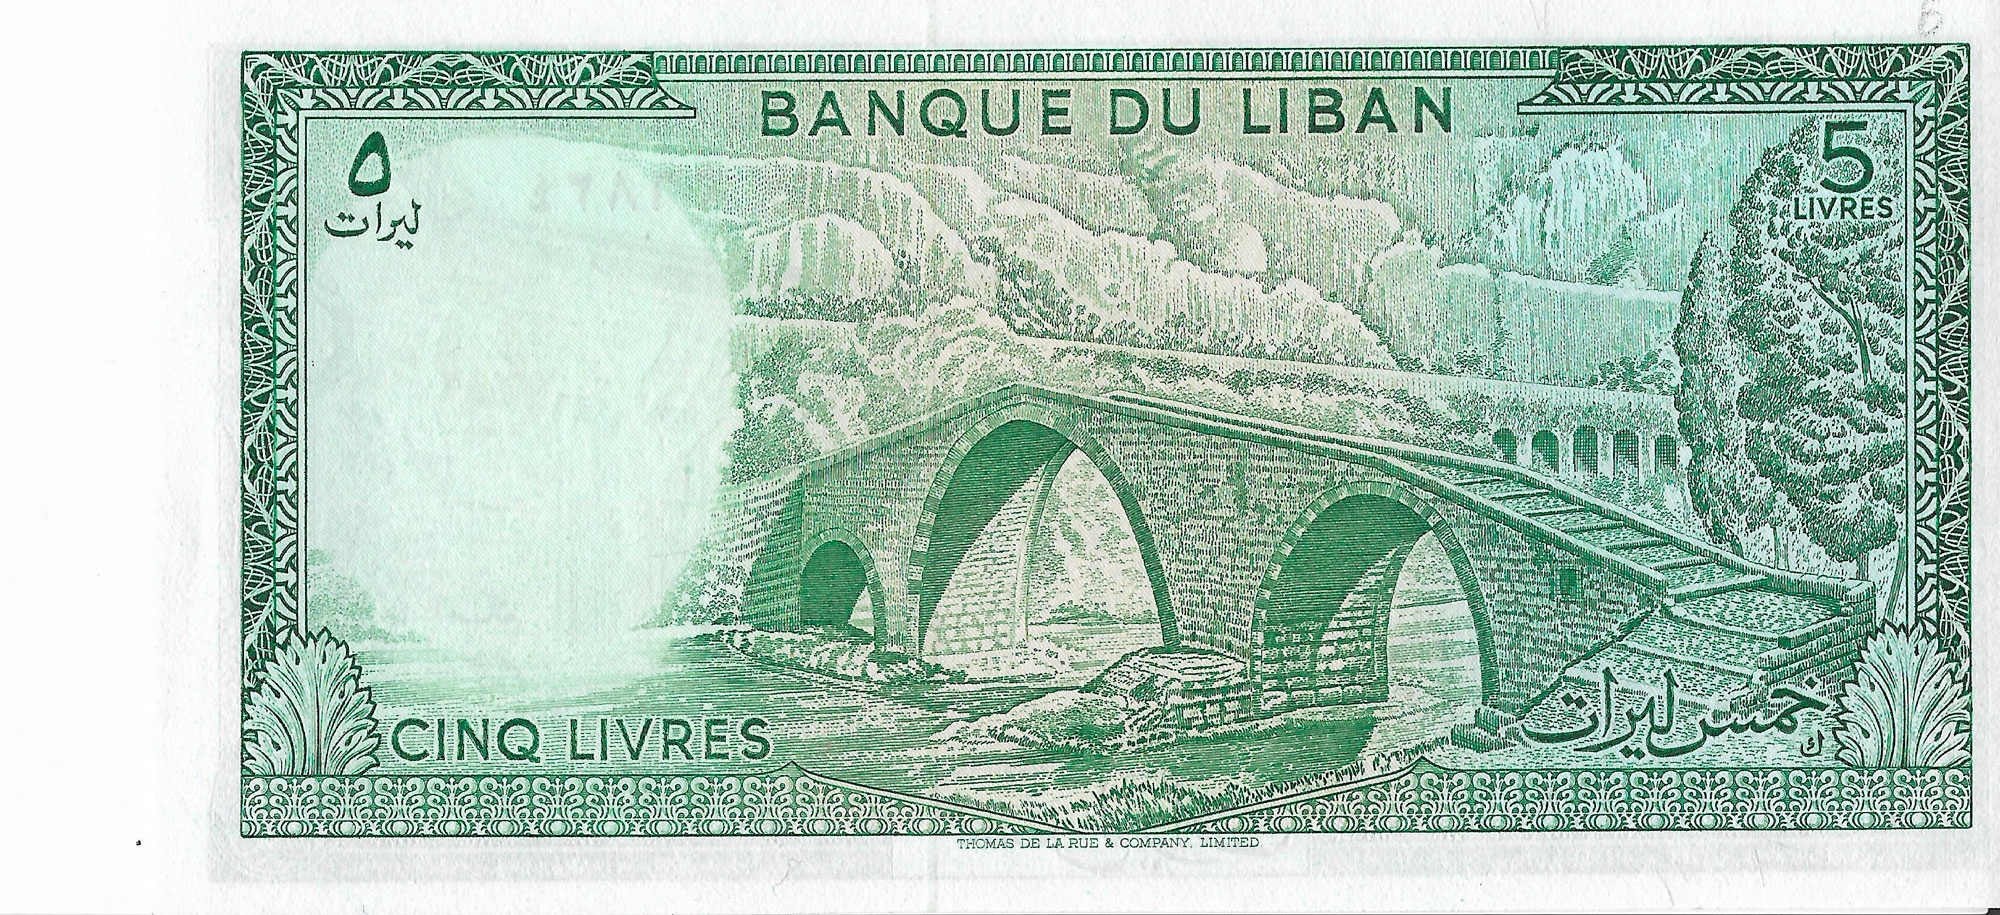 BANQUE DU LIBAN
٥
ليرات
5
LIVRES
CINQ LIVRES
خمس ليرات
THOMAS DE LA RUE & COMPANY, LIMITED.